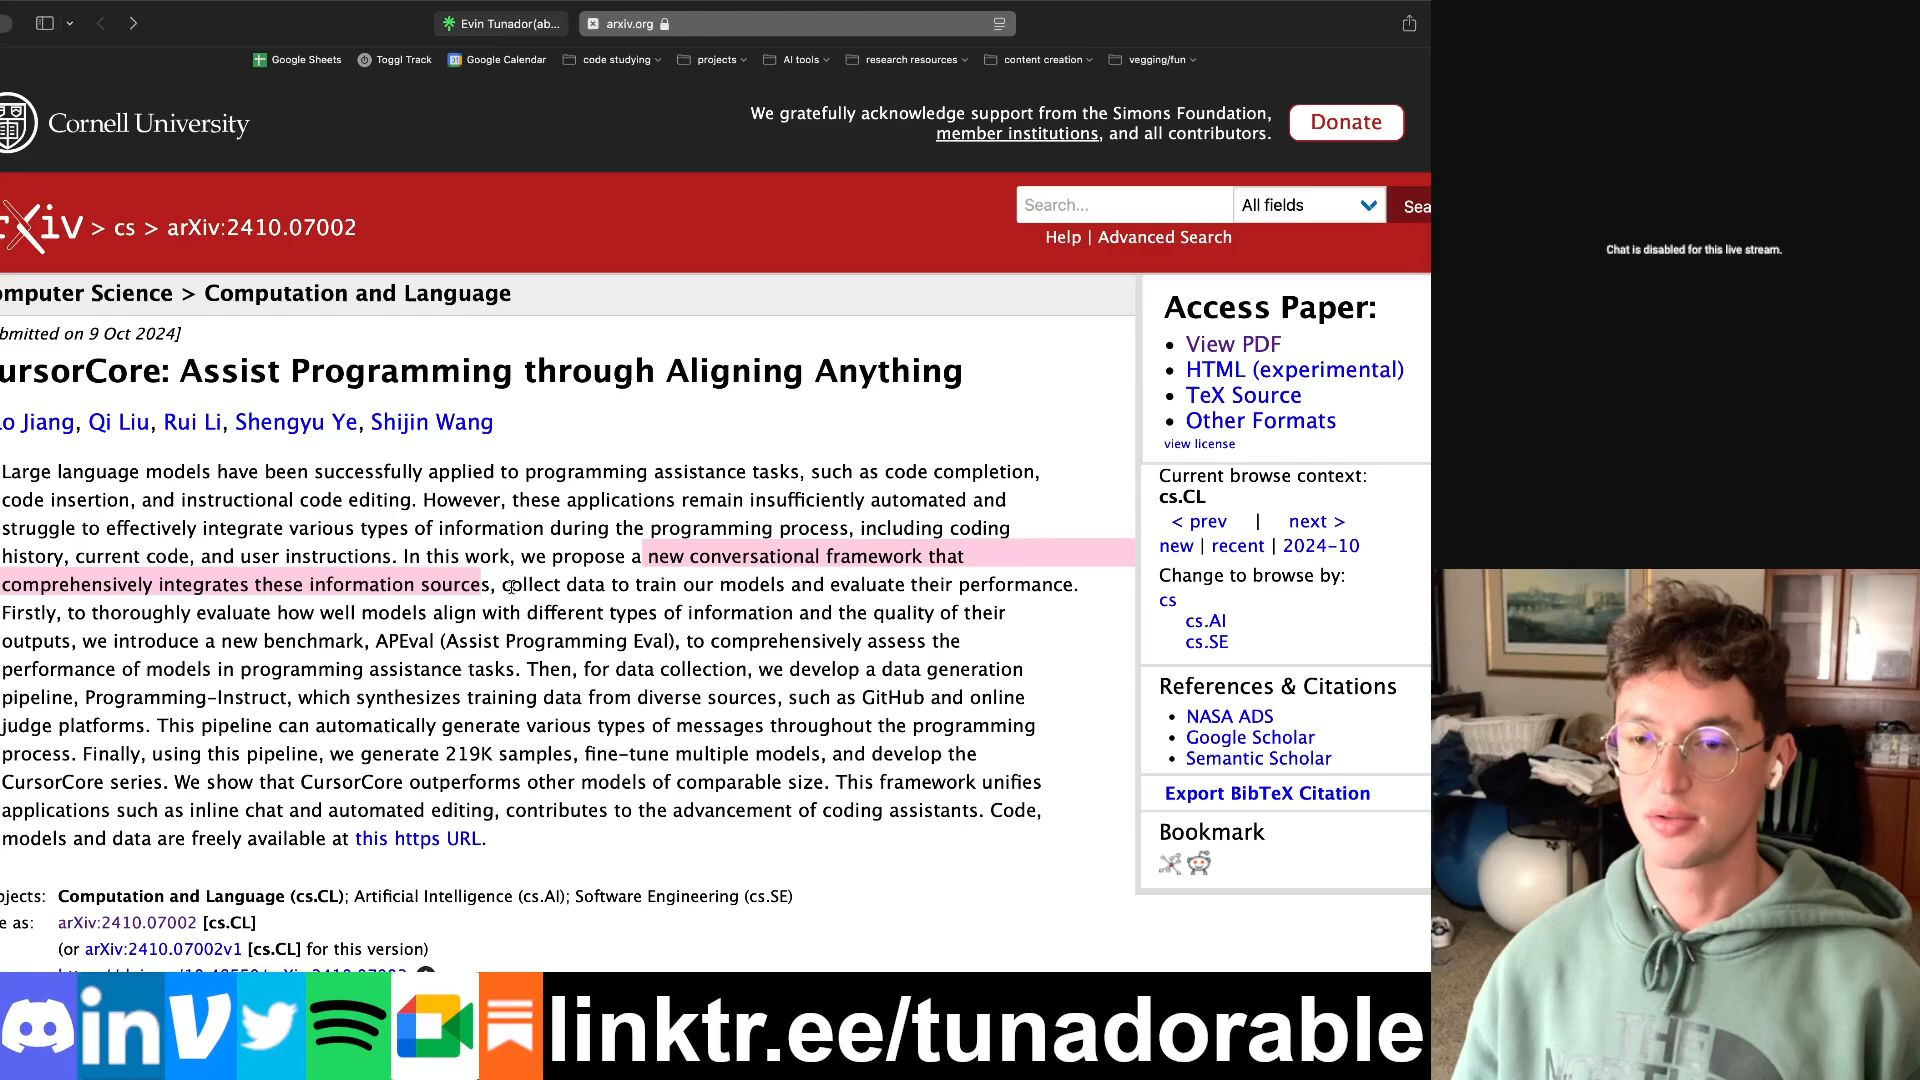 Evin Tunador(ab...
arxiv.org
Google Sheets
Toggl Track
Google Calendar
code studying
projects
AI tools
research resources
content creation
vegging/fun
Cornell University
We gratefully acknowledge support from the Simons Foundation,
member institutions, and all contributors.
Donate
rXiv > cs > arXiv:2410.07002
Search...
All fields
Sea
Help | Advanced Search
omputer Science > Computation and Language
bmitted on 9 Oct 2024]
ursorCore: Assist Programming through Aligning Anything
o Jiang, Qi Liu, Rui Li, Shengyu Ye, Shijin Wang
Large language models have been successfully applied to programming assistance tasks, such as code completion,
code insertion, and instructional code editing. However, these applications remain insufficiently automated and
struggle to effectively integrate various types of information during the programming process, including coding
history, current code, and user instructions. In this work, we propose a new conversational framework that
comprehensively integrates these information sources, collect data to train our models and evaluate their performance.
Firstly, to thoroughly evaluate how well models align with different types of information and the quality of their
outputs, we introduce a new benchmark, APEval (Assist Programming Eval), to comprehensively assess the
performance of models in programming assistance tasks. Then, for data collection, we develop a data generation
pipeline, Programming-Instruct, which synthesizes training data from diverse sources, such as GitHub and online
judge platforms. This pipeline can automatically generate various types of messages throughout the programming
process. Finally, using this pipeline, we generate 219K samples, fine-tune multiple models, and develop the
CursorCore series. We show that CursorCore outperforms other models of comparable size. This framework unifies
applications such as inline chat and automated editing, contributes to the advancement of coding assistants. Code,
models and data are freely available at this https URL.
bjects: Computation and Language (cs.CL); Artificial Intelligence (cs.AI); Software Engineering (cs.SE)
e as: arXiv:2410.07002 [cs.CL]
(or arXiv:2410.07002v1 [cs.CL] for this version)
Access Paper:
View PDF
HTML (experimental)
TeX Source
Other Formats
view license
Current browse context:
cs.CL
< prev | next >
new | recent | 2024-10
Change to browse by:
cs
cs.AI
cs.SE
References & Citations
NASA ADS
Google Scholar
Semantic Scholar
Export BibTeX Citation
Bookmark
Chat is disabled for this live stream.
in
linktr.ee/tunadorable
THE